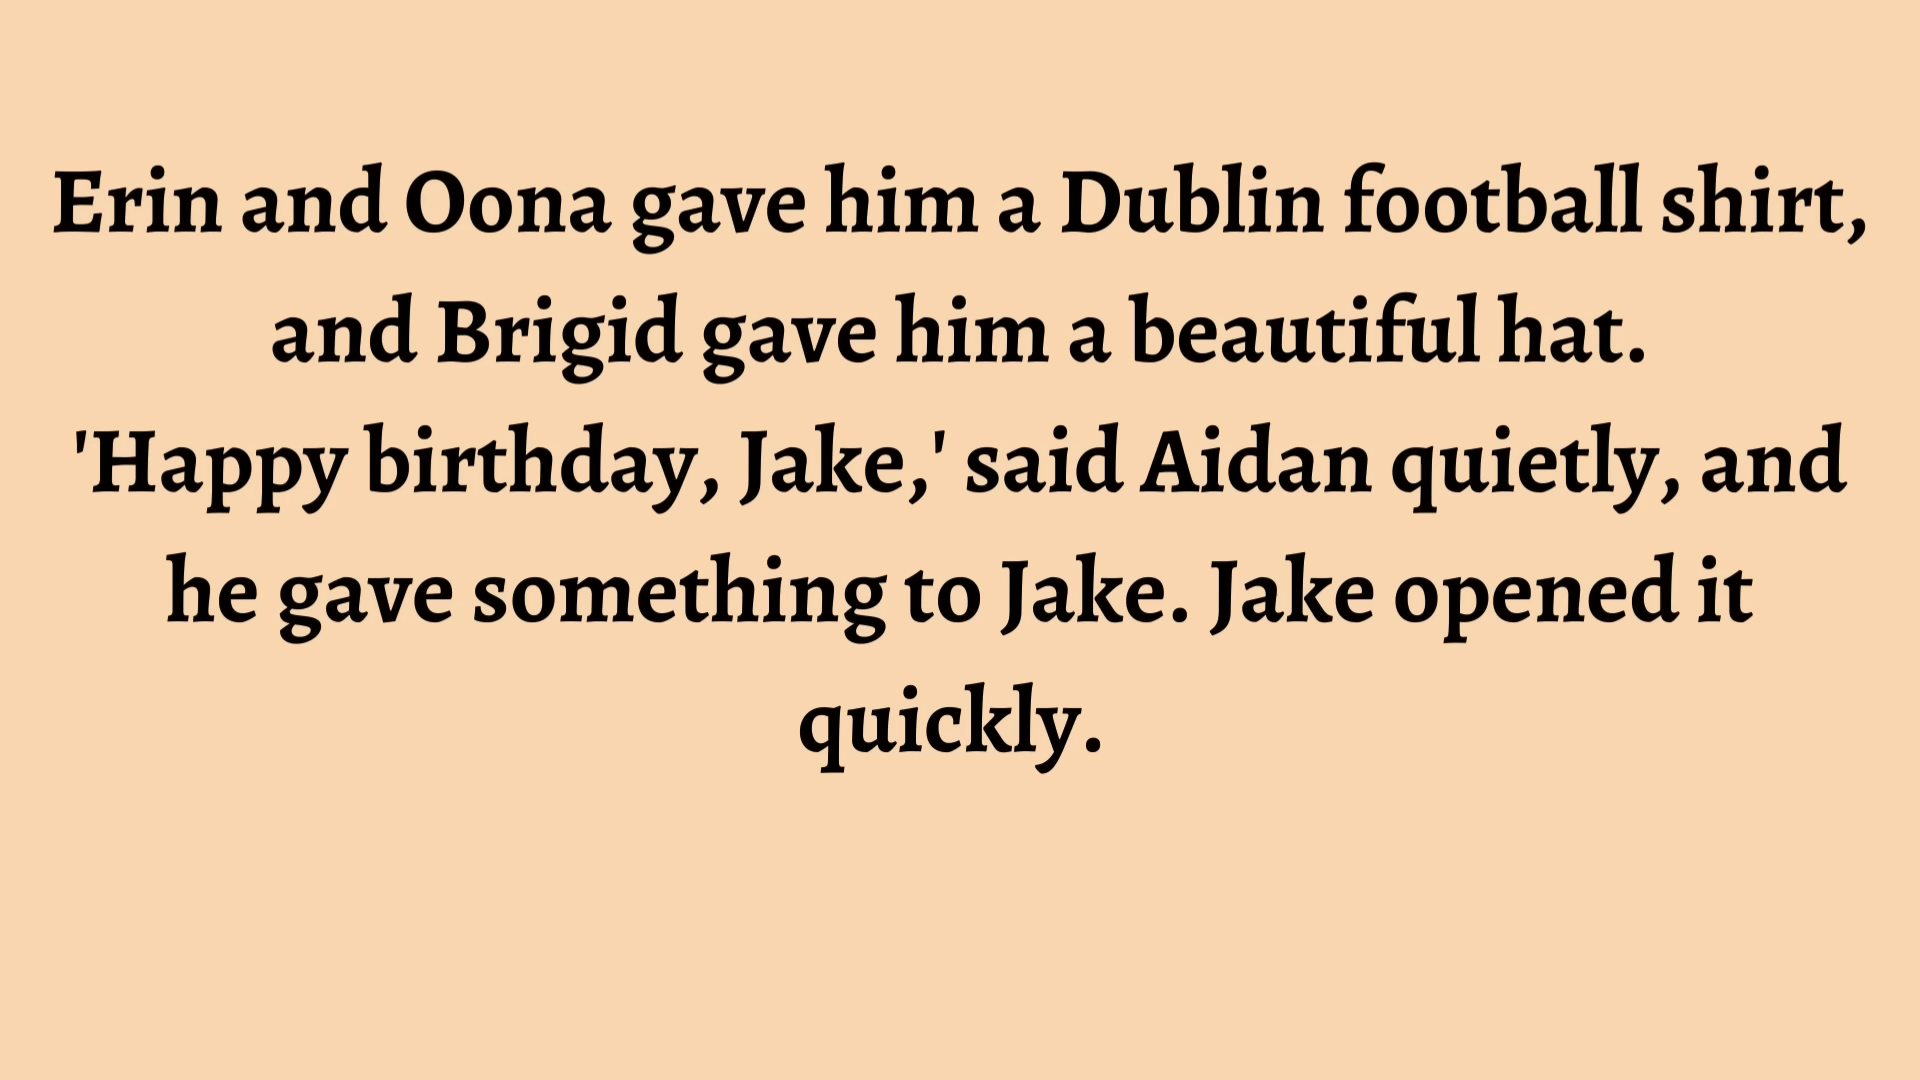 Erin and Oona gave him a Dublin football shirt,
and Brigid gave him a beautiful hat.
'Happy birthday, Jake,' said Aidan quietly, and
he gave something to Jake. Jake opened it
quickly.